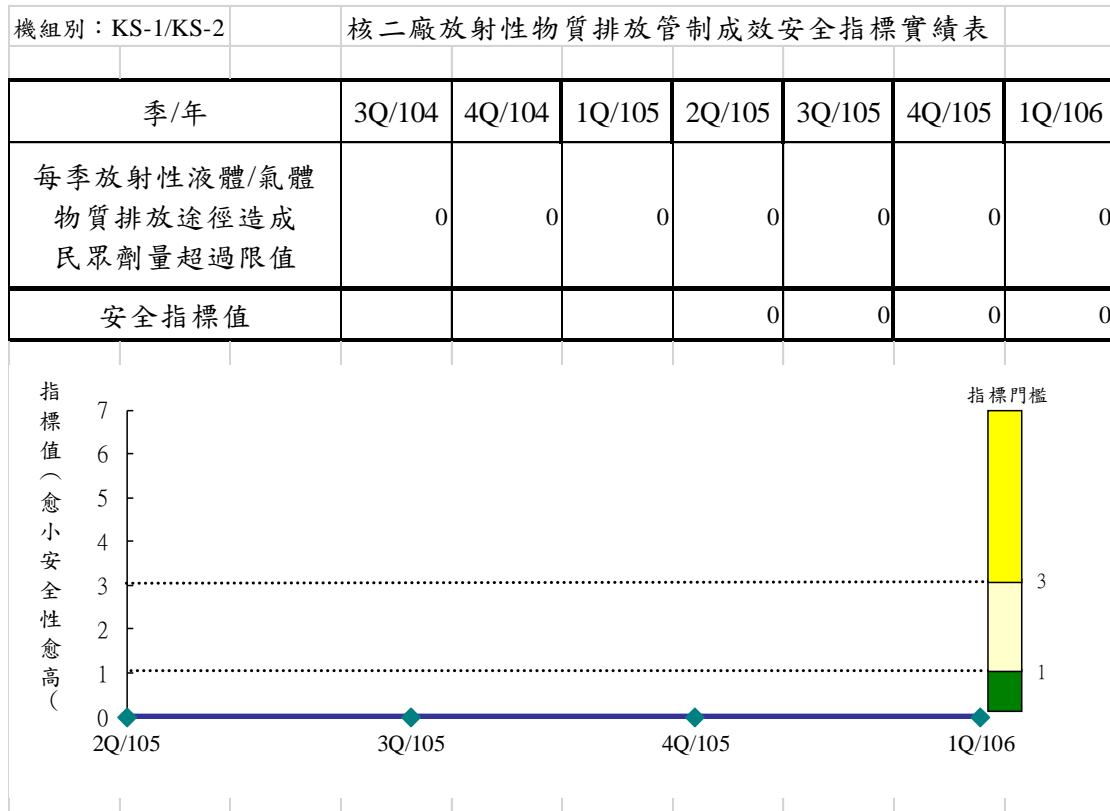 機組別：KS-1/KS-2 核二廠放射性物質排放管制成效安全指標實績表
季/年 3Q/104 4Q/104 1Q/105 2Q/105 3Q/105 4Q/105 1Q/106
每季放射性液體/氣體
物質排放途徑造成
民眾劑量超過限值
0 0 0 0 0 0 0
安全指標值 0 0 0 0
指標值（愈小安全性愈高（
指標門檻
7
6
5
4
3
2
1
0
3
1
2Q/105 3Q/105 4Q/105 1Q/106